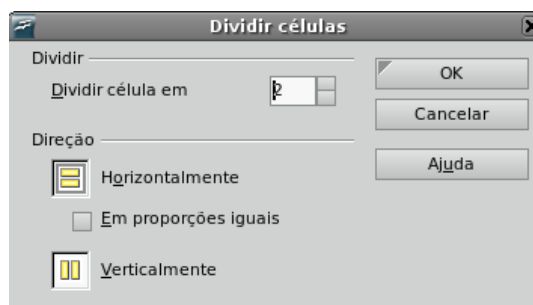 Dividir células
Dividir
Dividir célula em 2
OK
Cancelar
Direção
Ajuda
Horizontalmente
Em proporções iguais
Verticalmente